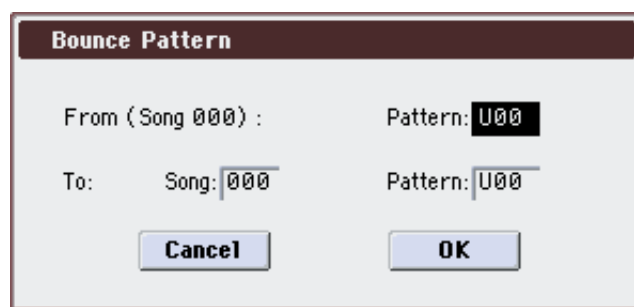 Bounce Pattern
From (Song 000) : Pattern: U00
To: Song: 000 Pattern: U00
Cancel OK